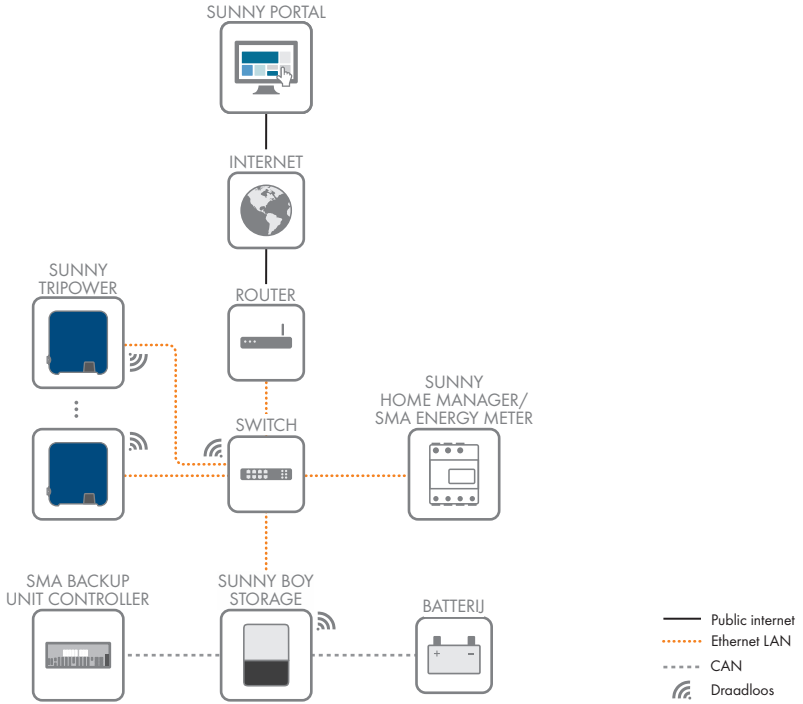 SUNNY PORTAL
INTERNET
SUNNY
TRIPOWER
ROUTER
SUNNY
HOME MANAGER/
SMA ENERGY METER
SWITCH
SMA BACKUP
UNIT CONTROLLER
SUNNY BOY
STORAGE
BATTERIJ
Public internet
Ethernet LAN
CAN
Draadloos